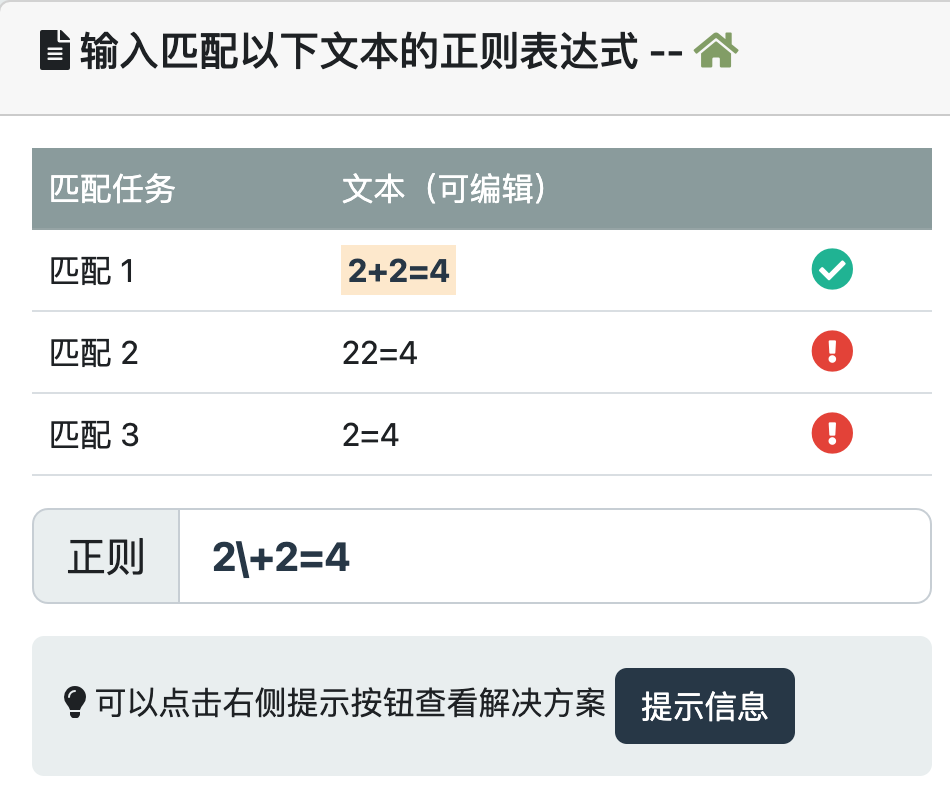 输入匹配以下文本的正则表达式 --
匹配任务 文本（可编辑）
匹配 1 2+2=4
匹配 2 22=4
匹配 3 2=4
正则 2\+2=4
可以点击右侧提示按钮查看解决方案 提示信息